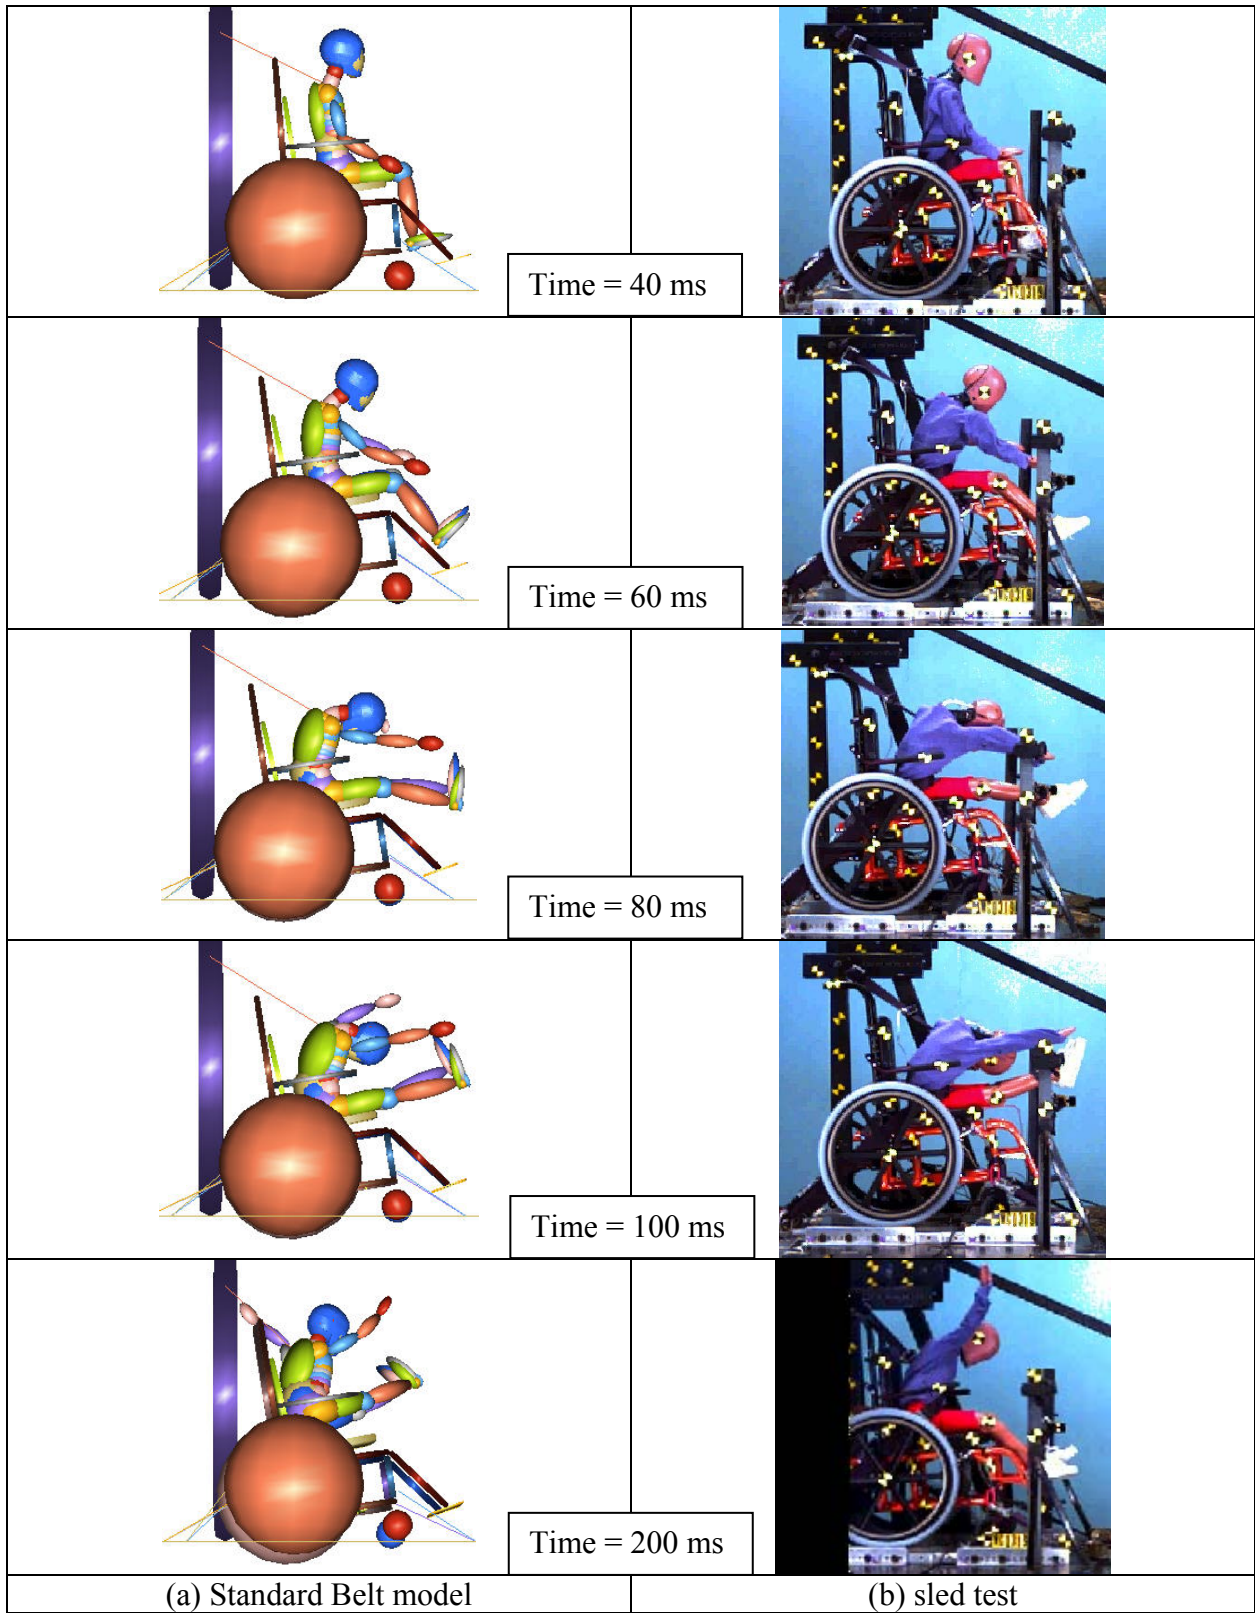 Time = 40 ms
Time = 60 ms
Time = 80 ms
Time = 100 ms
Time = 200 ms
(a) Standard Belt model
(b) sled test